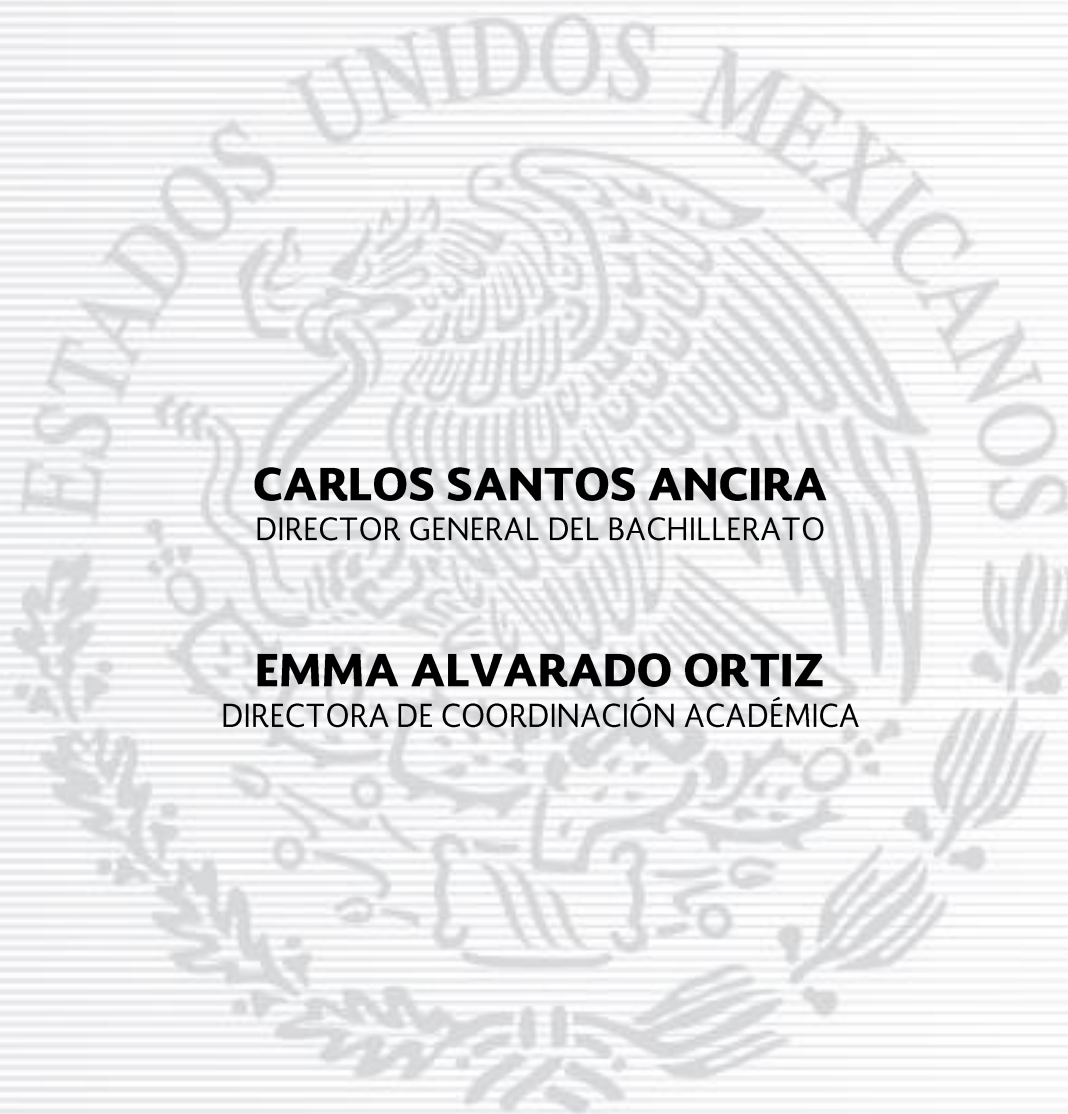 ESTADOS UNIDOS MEXICANOS
CARLOS SANTOS ANCIRA
DIRECTOR GENERAL DEL BACHILLERATO
EMMA ALVARADO ORTIZ
DIRECTORA DE COORDINACIÓN ACADÉMICA